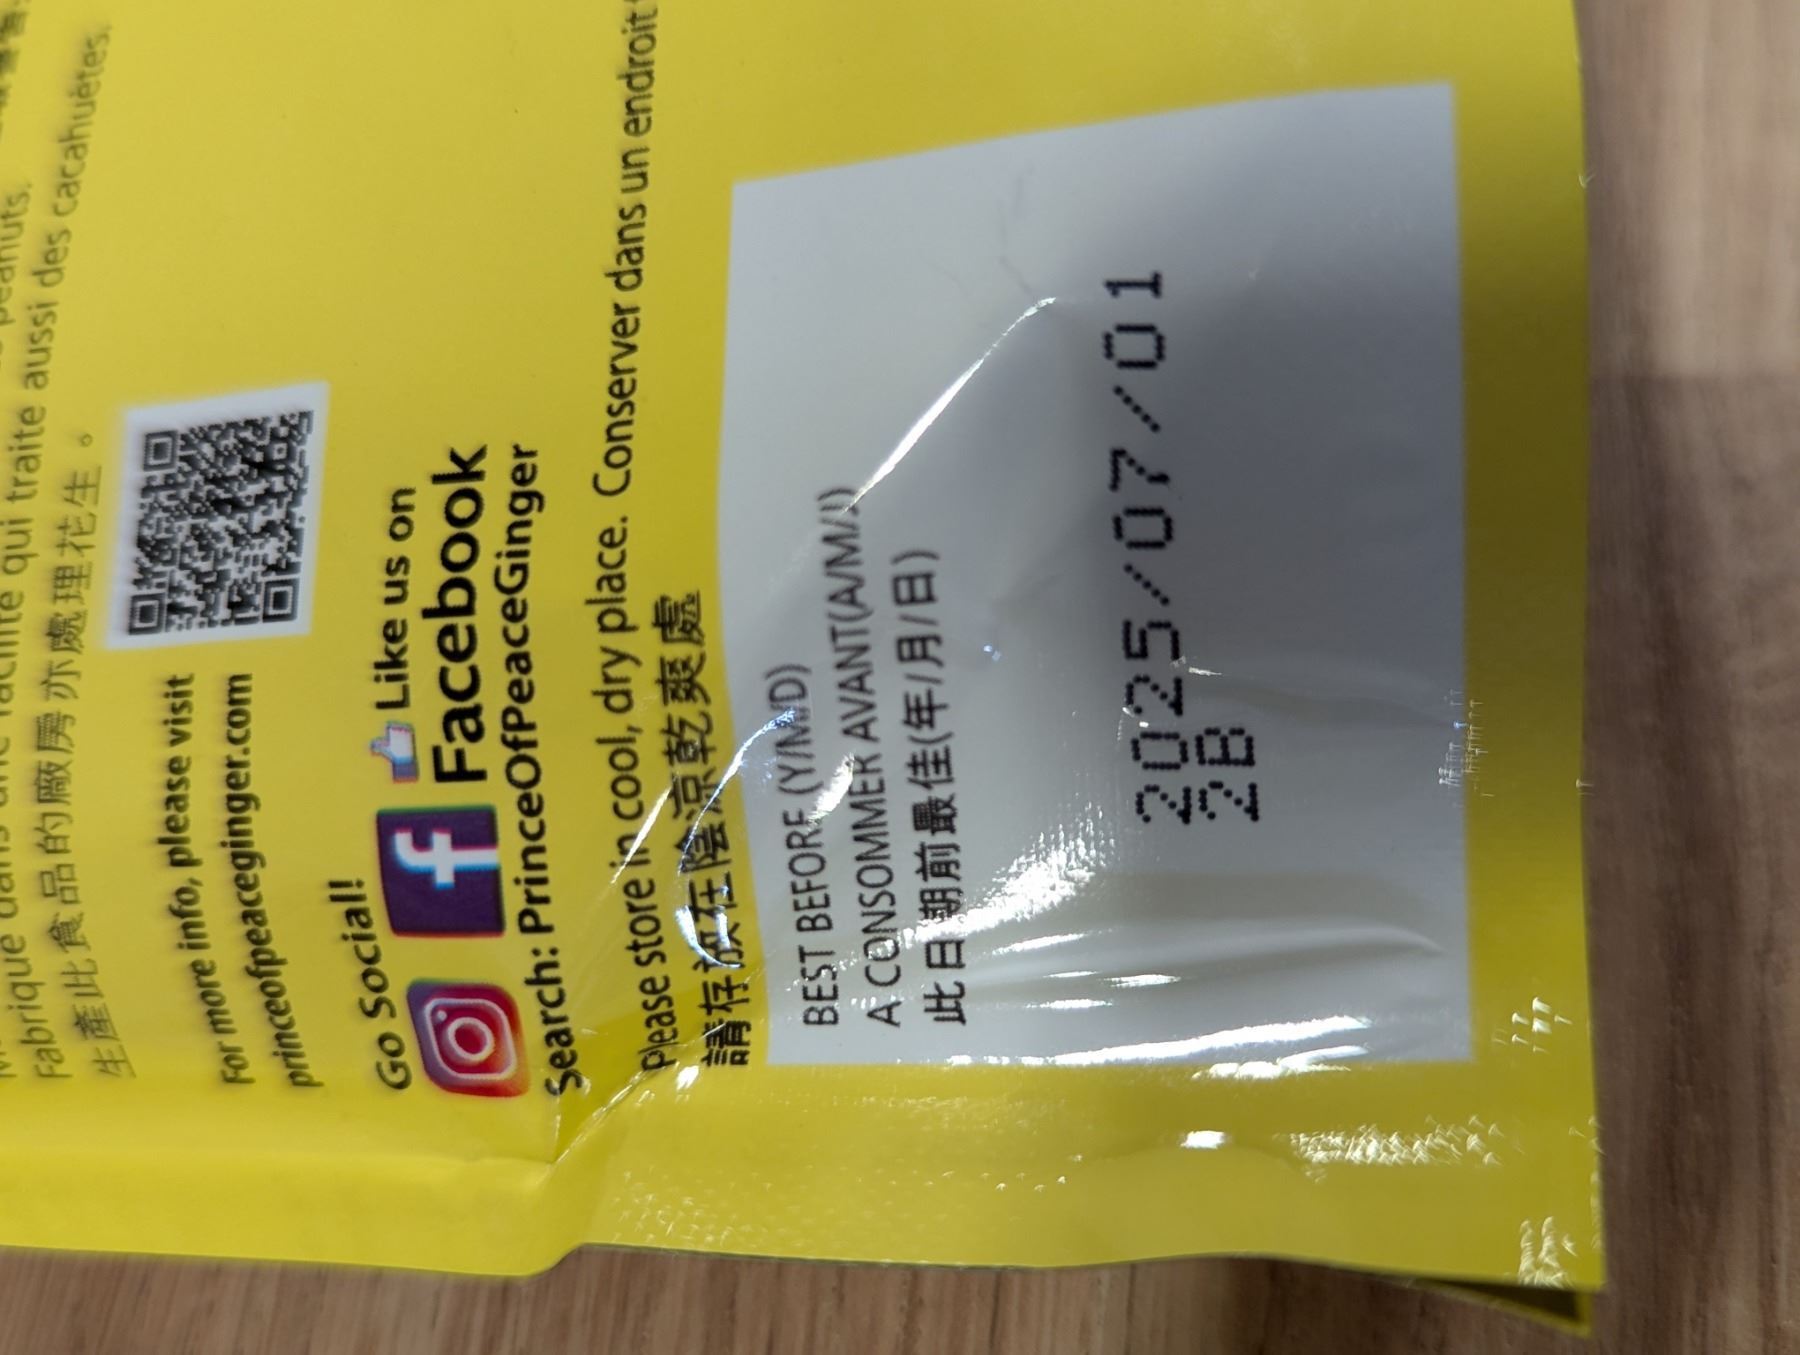 peanuts.
Fabriqué dans une facilité qui traite aussi des cacahuètes.
生產此食品的廠房亦處理花生。
For more info, please visit
princeofpeaceginger.com
Go Social!
Like us on
Facebook
Search: PrinceOfPeaceGinger
Please store in cool, dry place. Conserver dans un endroit
請存放在陰涼乾爽處
BEST BEFORE (Y/M/D)
A CONSOMMER AVANT(A/M/J)
此日期前最佳(年/月/日)
2025/07/01
2B